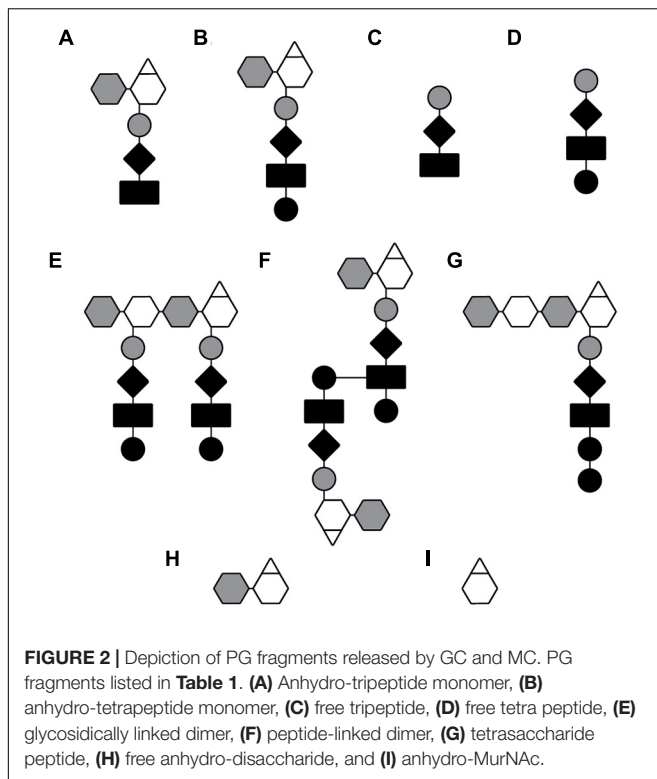 A B C D
E F G
H I
FIGURE 2 | Depiction of PG fragments released by GC and MC. PG
fragments listed in Table 1. (A) Anhydro-tripeptide monomer, (B)
anhydro-tetrapeptide monomer, (C) free tripeptide, (D) free tetra peptide, (E)
glycosidically linked dimer, (F) peptide-linked dimer, (G) tetrasaccharide
peptide, (H) free anhydro-disaccharide, and (I) anhydro-MurNAc.